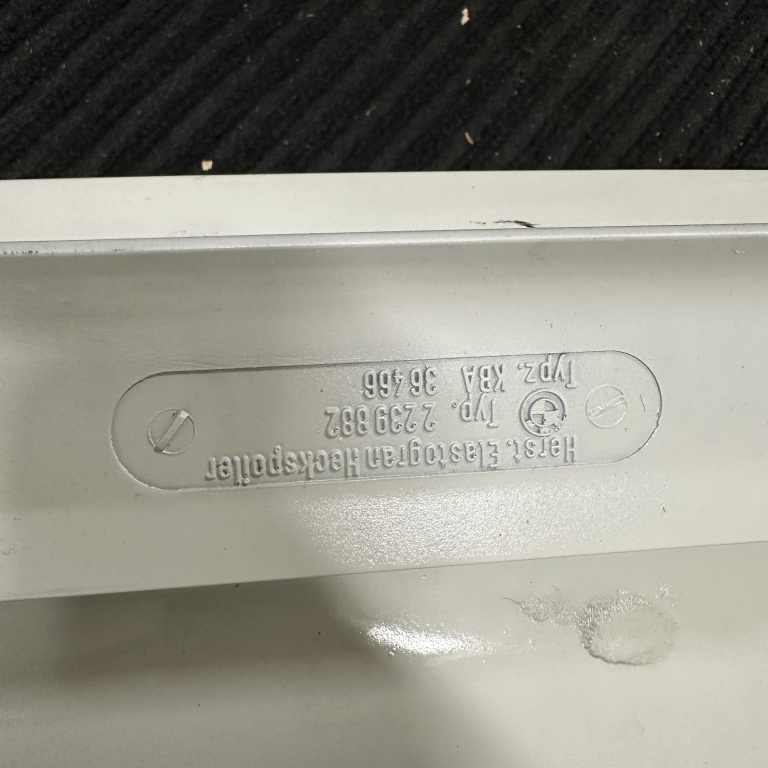 Herst. Elastogran Heckspoiler
Typ. 2 239 882
Typz. KBA 36466